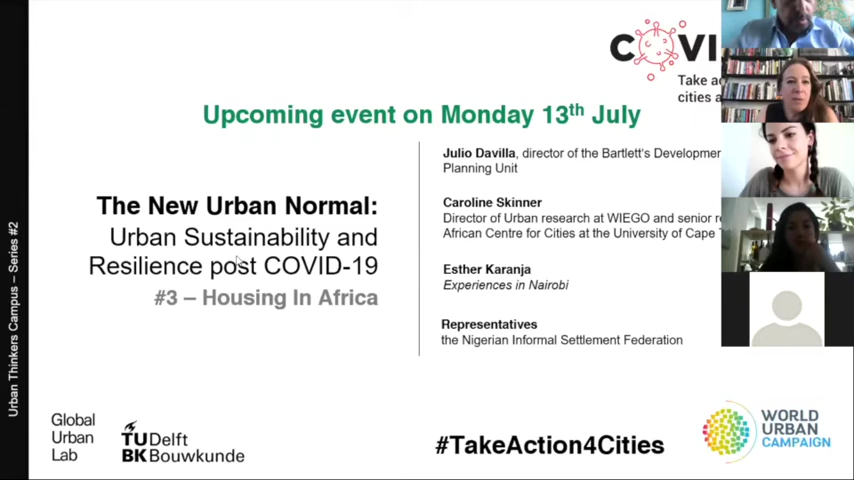 COVI
Take ac
cities a
Upcoming event on Monday 13th July
Julio Davilla, director of the Bartlett's Developmen
Planning Unit
The New Urban Normal:
Urban Sustainability and
Resilience post COVID-19
#3 – Housing In Africa
Caroline Skinner
Director of Urban research at WIEGO and senior re
African Centre for Cities at the University of Cape T
Esther Karanja
Experiences in Nairobi
Representatives
the Nigerian Informal Settlement Federation
Urban Thinkers Campus – Series #2
Global
Urban
Lab
TUDelft
BK Bouwkunde
#TakeAction4Cities
WORLD
URBAN
CAMPAIGN